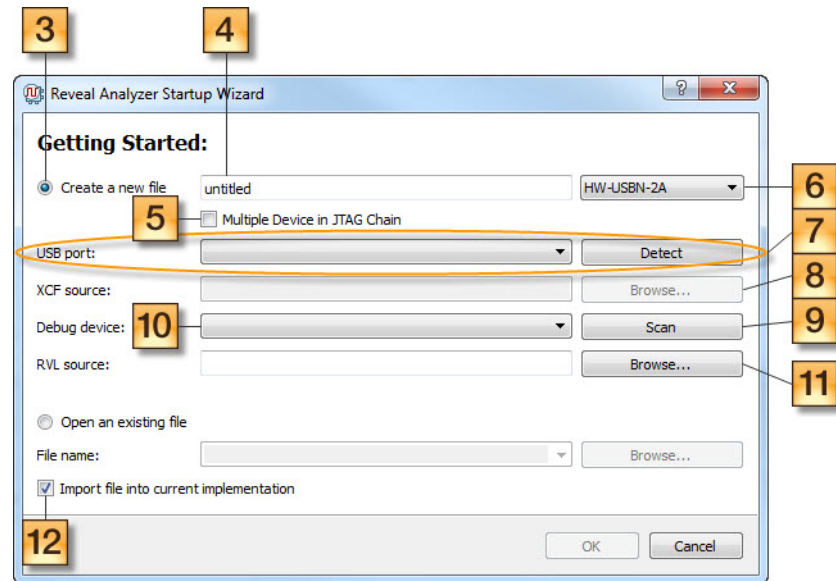 3
4
Reveal Analyzer Startup Wizard
Getting Started:
Create a new file
untitled
HW-USBN-2A
6
5
Multiple Device in JTAG Chain
7
USB port:
Detect
XCF source:
Browse...
8
Debug device:
10
Scan
9
RVL source:
Browse...
11
Open an existing file
File name:
Browse...
Import file into current implementation
12
OK
Cancel